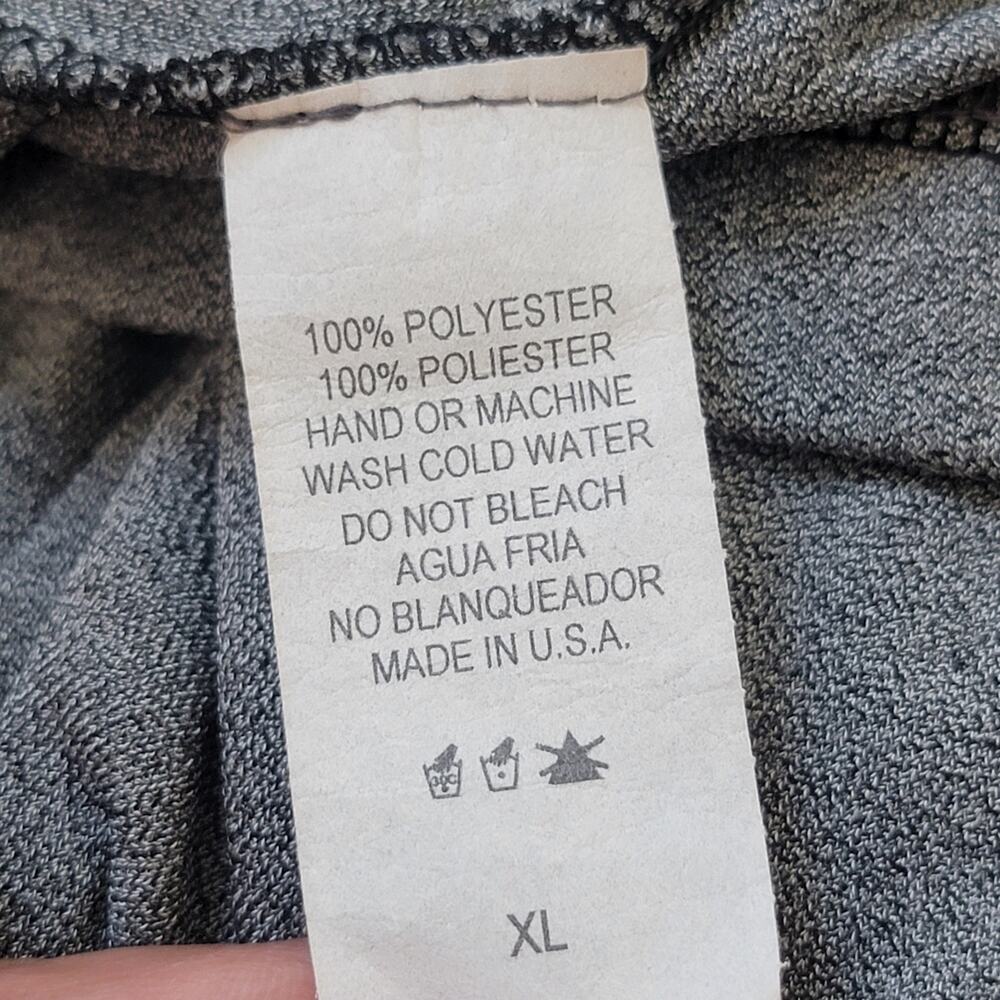 100% POLYESTER
100% POLIESTER
HAND OR MACHINE
WASH COLD WATER
DO NOT BLEACH
AGUA FRIA
NO BLANQUEADOR
MADE IN U.S.A.
30C
XL